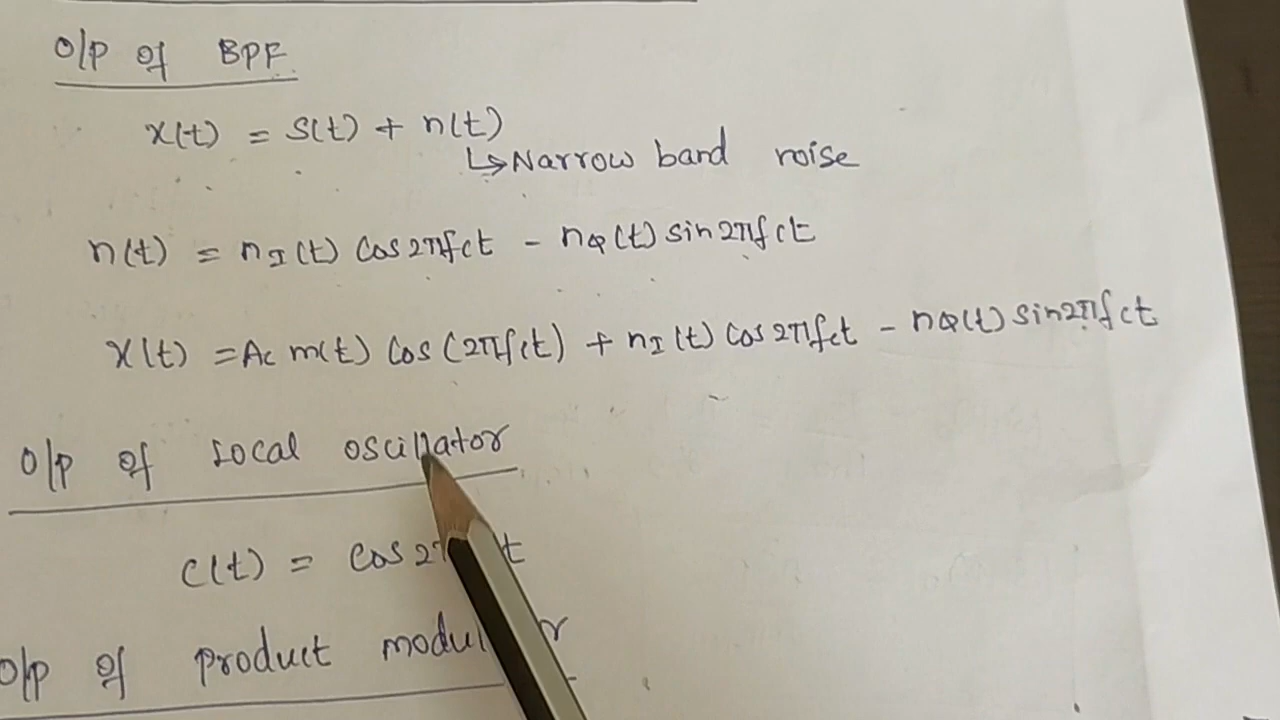 O/P of BPF
x(t) = s(t) + n(t)
↳ Narrow band noise
n(t) = nI(t) cos2πfct - nQ(t) sin2πfct
x(t) = Ac m(t) cos(2πfct) + nI(t) cos2πfct - nQ(t) sin2πfct
O/P of Local oscillator
c(t) = cos2π t
O/P of product